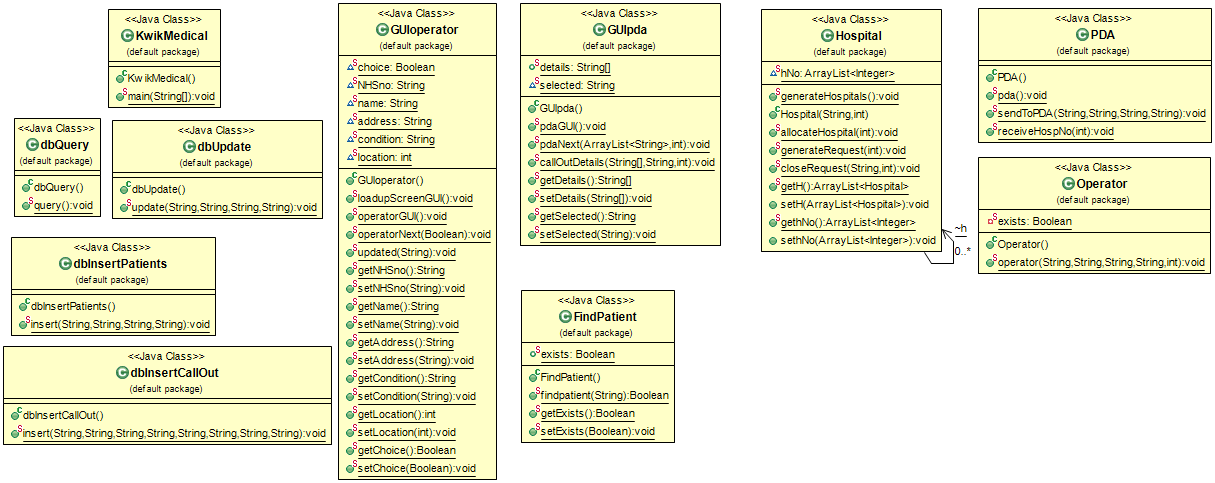 <<Java Class>>
KwikMedical
(default package)
KwikMedical()
main(String[]):void
<<Java Class>>
dbQuery
(default package)
dbQuery()
query():void
<<Java Class>>
dbUpdate
(default package)
dbUpdate()
update(String,String,String,String):void
<<Java Class>>
dbInsertPatients
(default package)
dbInsertPatients()
insert(String,String,String,String):void
<<Java Class>>
dbInsertCallOut
(default package)
dbInsertCallOut()
insert(String,String,String,String,String,String,String,String):void
<<Java Class>>
GUIoperator
(default package)
choice: Boolean
NHSno: String
name: String
address: String
condition: String
location: int
GUIoperator()
loadupScreenGUI():void
operatorGUI():void
operatorNext(Boolean):void
updated(String):void
getNHSno():String
setNHSno(String):void
getName():String
setName(String):void
getAddress():String
setAddress(String):void
getCondition():String
setCondition(String):void
getLocation():int
setLocation(int):void
getChoice():Boolean
setChoice(Boolean):void
<<Java Class>>
GUIpda
(default package)
details: String[]
selected: String
GUIpda()
pdaGUI():void
pdaNext(ArrayList<String>,int):void
callOutDetails(String[],String,int):void
getDetails():String[]
setDetails(String[]):void
getSelected():String
setSelected(String):void
<<Java Class>>
FindPatient
(default package)
exists: Boolean
FindPatient()
findpatient(String):Boolean
getExists():Boolean
setExists(Boolean):void
<<Java Class>>
Hospital
(default package)
hNo: ArrayList<Integer>
generateHospitals():void
Hospital(String,int)
allocateHospital(int):void
generateRequest(int):void
closeRequest(String,int):void
getH():ArrayList<Hospital>
setH(ArrayList<Hospital>):void
gethNo():ArrayList<Integer>
sethNo(ArrayList<Integer>):void
~h
0..*
<<Java Class>>
PDA
(default package)
PDA()
pda():void
sendToPDA(String,String,String,String):void
receiveHospNo(int):void
<<Java Class>>
Operator
(default package)
exists: Boolean
Operator()
operator(String,String,String,String,int):void